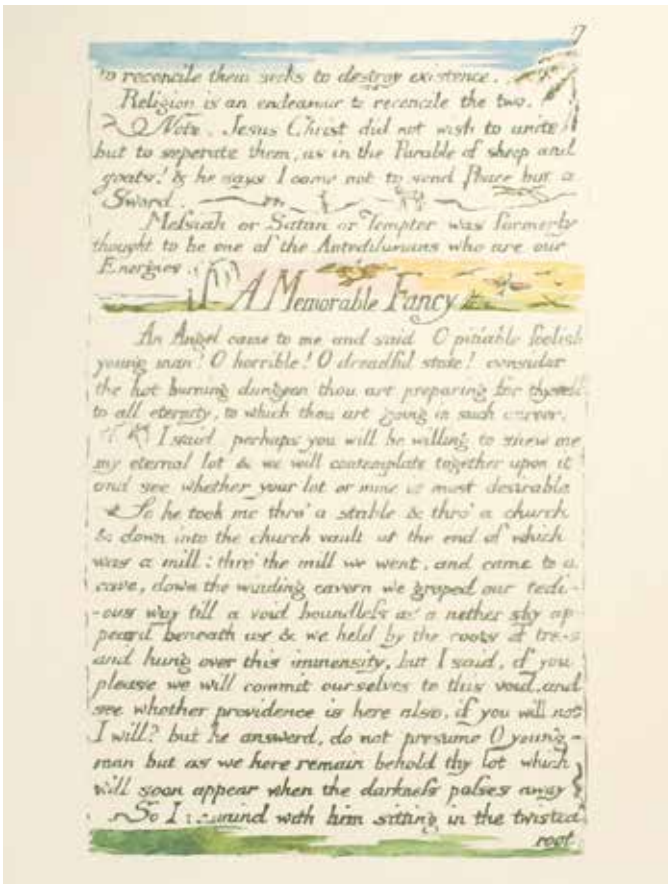 17
to reconcile them seeks to destroy existence.
Religion is an endeavour to reconcile the two.
Note. Jesus Christ did not wish to unite
but to seperate them, as in the Parable of sheep and
goats! & he says I came not to send Peace but a
Sword.
Messiah or Satan or Tempter was formerly
thought to be one of the Antediluvians who are our
Energies.
A Memorable Fancy
An Angel came to me and said O pitiable foolish
young man! O horrible! O dreadful state! consider
the hot burning dungeon thou art preparing for thyself
to all eternity, to which thou art going in such career.
I said, perhaps you will be willing to shew me
my eternal lot & we will contemplate together upon it
and see whether your lot or mine is most desirable
So he took me thro' a stable & thro' a church
& down into the church vault at the end of which
was a mill: thro' the mill we went, and came to a
cave, down the winding cavern we groped our tedi-
-ous way till a void boundless as a nether sky ap-
peard beneath us & we held by the roots of trees
and hung over this immensity, but I said, if you
please we will commit ourselves to this void, and
see whether providence is here also, if you will not
I will? but he answerd, do not presume O young-
man but as we here remain behold thy lot which
will soon appear when the darkness passes away
So I remaind with him sitting in the twisted
root